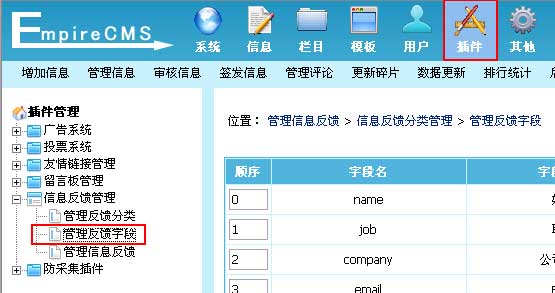 EmpireCMS
系统 信息 栏目 模板 用户 插件 其他
增加信息 管理信息 审核信息 签发信息 管理评论 更新碎片 数据更新 排行统计
插件管理
广告系统
投票系统
友情链接管理
留言板管理
信息反馈管理
管理反馈分类
管理反馈字段
管理信息反馈
防采集插件
位置： 管理信息反馈 > 信息反馈分类管理 > 管理反馈字段
顺序 字段名
0 name
1 job
2 company 公
3 email